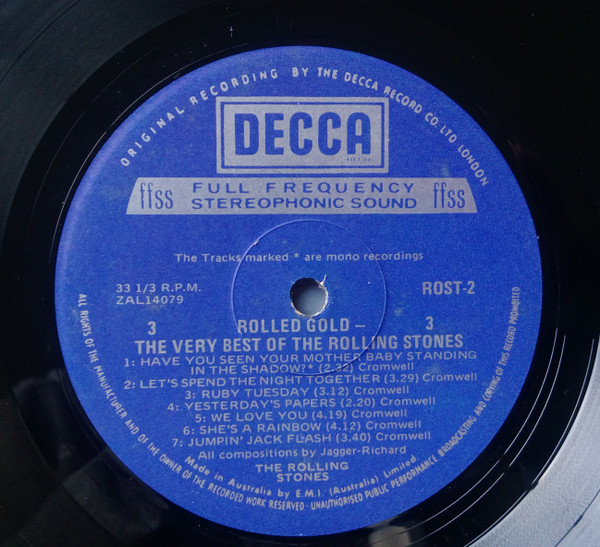 ORIGINAL RECORDING BY THE DECCA RECORD CO. LTD LONDON
DECCA
ffss FULL FREQUENCY STEREOPHONIC SOUND ffss
The Tracks marked * are mono recordings
33 1/3 R.P.M. ROST-2
ZAL14079
3 ROLLED GOLD – 3
THE VERY BEST OF THE ROLLING STONES
1: HAVE YOU SEEN YOUR MOTHER BABY STANDING
IN THE SHADOW?* (2.32) Cromwell
2: LET'S SPEND THE NIGHT TOGETHER (3.29) Cromwell
3: RUBY TUESDAY (3.12) Cromwell
4: YESTERDAY'S PAPERS (2.20) Cromwell
5: WE LOVE YOU (4.19) Cromwell
6: SHE'S A RAINBOW (4.12) Cromwell
7: JUMPIN' JACK FLASH (3.40) Cromwell
All compositions by Jagger-Richard
THE ROLLING
STONES
Made in Australia by E.M.I. (Australia) Limited
ALL RIGHTS OF THE MANUFACTURER AND OF THE OWNER OF THE RECORDED WORK RESERVED - UNAUTHORISED PUBLIC PERFORMANCE BROADCASTING AND COPYING OF THIS RECORD PROHIBITED